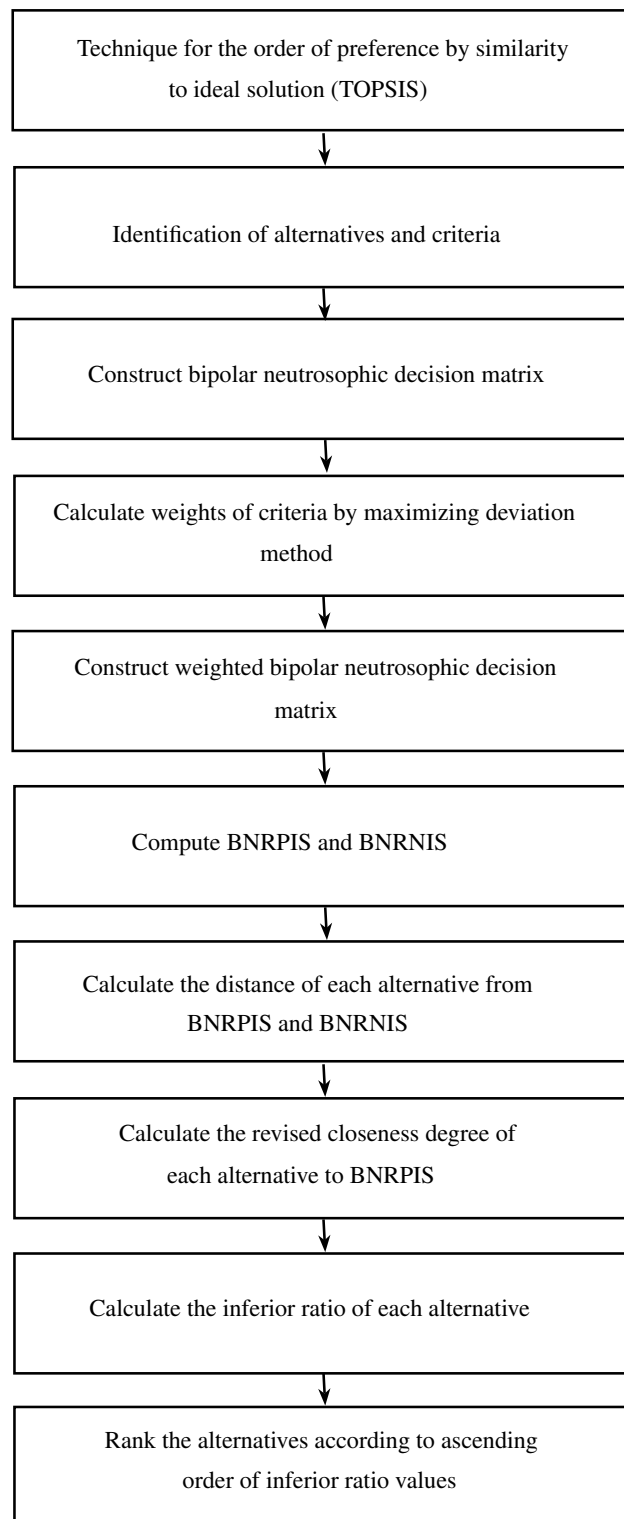 Technique for the order of preference by similarity
to ideal solution (TOPSIS)
Identification of alternatives and criteria
Construct bipolar neutrosophic decision matrix
Calculate weights of criteria by maximizing deviation
method
Construct weighted bipolar neutrosophic decision
matrix
Compute BNRPIS and BNRNIS
Calculate the distance of each alternative from
BNRPIS and BNRNIS
Calculate the revised closeness degree of
each alternative to BNRPIS
Calculate the inferior ratio of each alternative
Rank the alternatives according to ascending
order of inferior ratio values